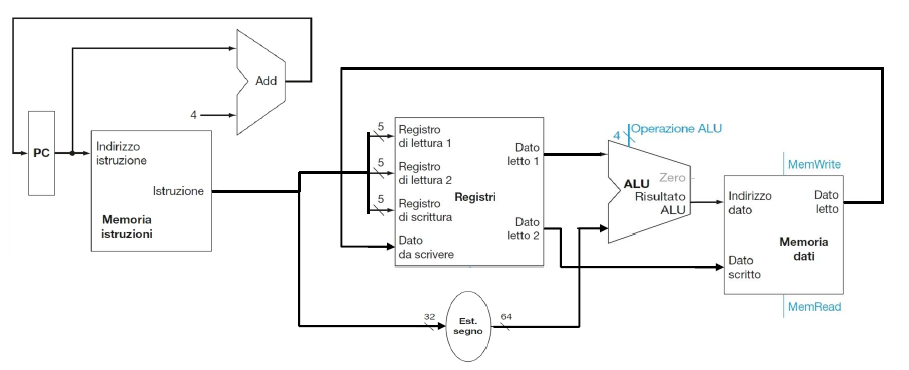 Add
4
PC
Indirizzo
istruzione
Istruzione
Memoria
istruzioni
5
Registro
di lettura 1
5
Registro
di lettura 2
5
Registro
di scrittura
Dato
da scrivere
Registri
Dato
letto 1
Dato
letto 2
32
Est.
segno
64
4
Operazione ALU
Zero
ALU
Risultato
ALU
MemWrite
Indirizzo
dato
Dato
letto
Memoria
dati
Dato
scritto
MemRead